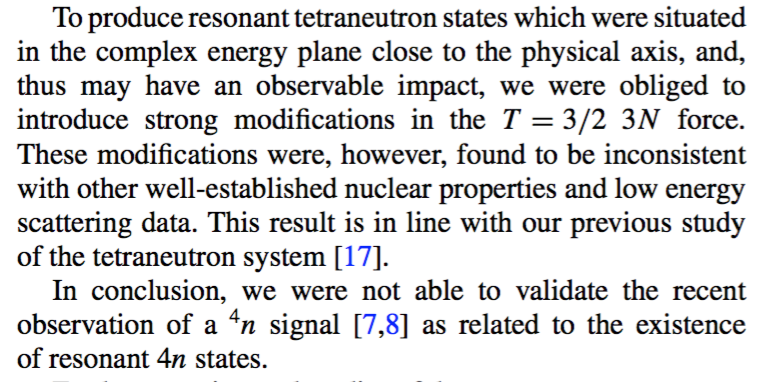 To produce resonant tetraneutron states which were situated
in the complex energy plane close to the physical axis, and,
thus may have an observable impact, we were obliged to
introduce strong modifications in the T = 3/2 3N force.
These modifications were, however, found to be inconsistent
with other well-established nuclear properties and low energy
scattering data. This result is in line with our previous study
of the tetraneutron system [17].
In conclusion, we were not able to validate the recent
observation of a ⁴n signal [7,8] as related to the existence
of resonant 4n states.